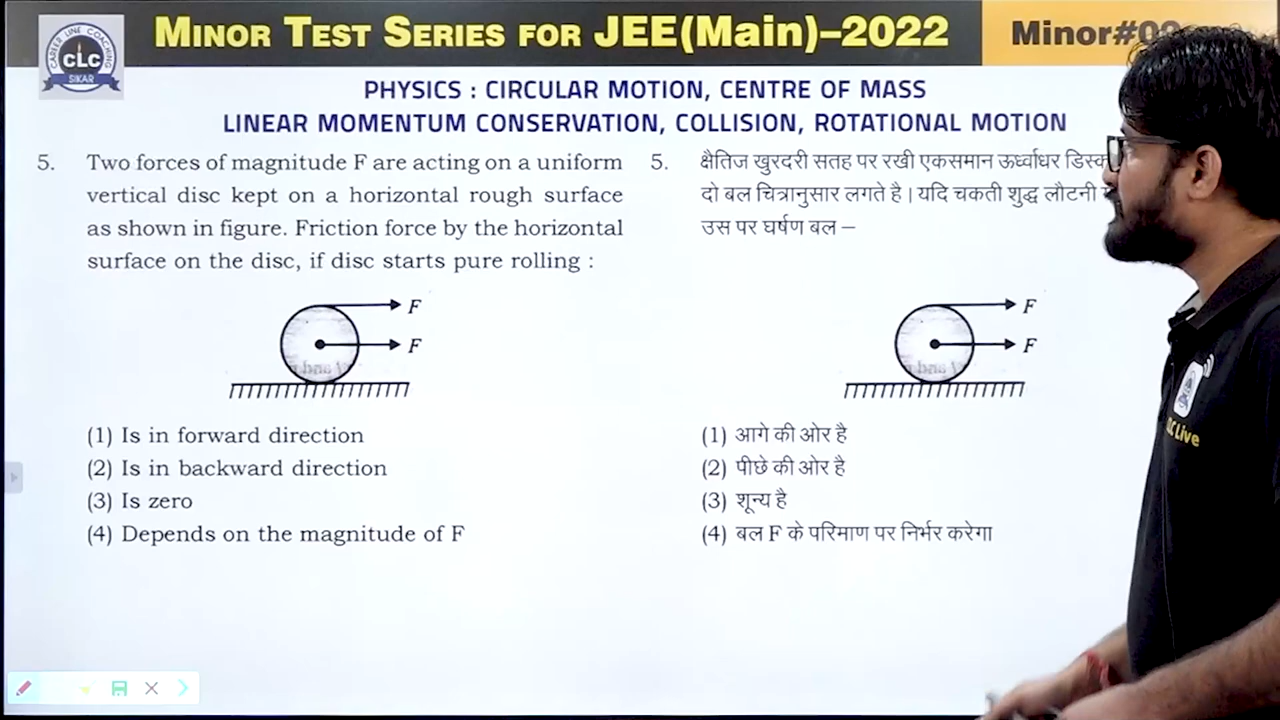 MINOR TEST SERIES FOR JEE(Main)–2022
Minor#0
CAREER LINE COACHING
CLC
SIKAR
PHYSICS : CIRCULAR MOTION, CENTRE OF MASS
LINEAR MOMENTUM CONSERVATION, COLLISION, ROTATIONAL MOTION
5. Two forces of magnitude F are acting on a uniform
vertical disc kept on a horizontal rough surface
as shown in figure. Friction force by the horizontal
surface on the disc, if disc starts pure rolling :
F
F
(1) Is in forward direction
(2) Is in backward direction
(3) Is zero
(4) Depends on the magnitude of F
5. क्षैतिज खुरदरी सतह पर रखी एकसमान ऊर्ध्वाधर डिस्क
दो बल चित्रानुसार लगते है। यदि चकती शुद्ध लौटनी
उस पर घर्षण बल –
F
F
(1) आगे की ओर है
(2) पीछे की ओर है
(3) शून्य है
(4) बल F के परिमाण पर निर्भर करेगा
Live